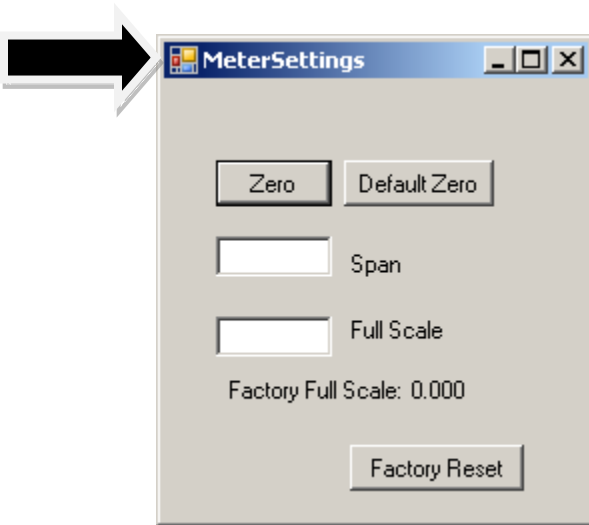 MeterSettings
Zero Default Zero
Span
Full Scale
Factory Full Scale: 0.000
Factory Reset